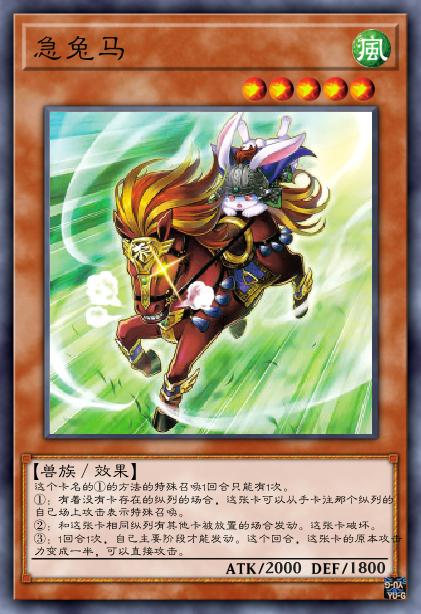 急兔马
風
【兽族／效果】
这个卡名的①的方法的特殊召唤1回合只能有1次。
①：有着没有卡存在的纵列的场合，这张卡可以从手卡往那个纵列的
自己场上攻击表示特殊召唤。
②：和这张卡相同纵列有其他卡被放置的场合发动。这张卡破坏。
③：1回合1次，自己主要阶段才能发动。这个回合，这张卡的原本攻击
力变成一半，可以直接攻击。
ATK/2000 DEF/1800
YU-G